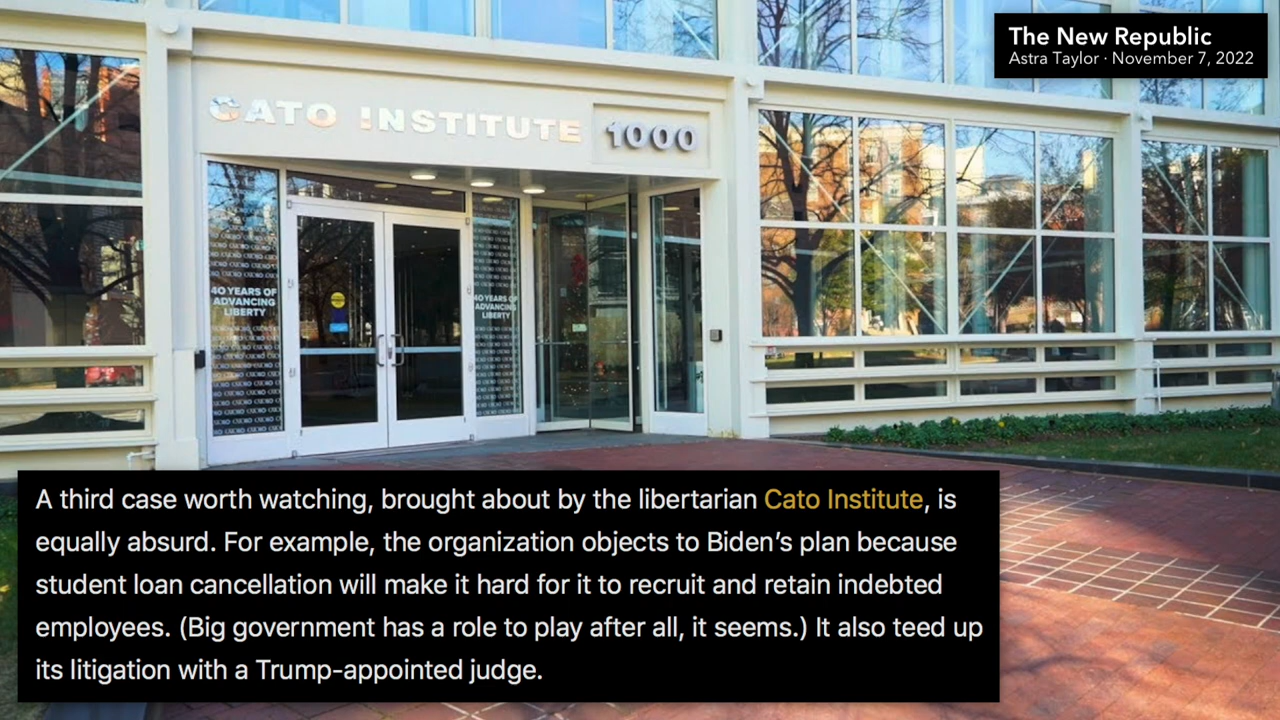 The New Republic
Astra Taylor · November 7, 2022
CATO INSTITUTE 1000
40 YEARS OF
ADVANCING
LIBERTY
40 YEARS OF
ADVANCING
LIBERTY
A third case worth watching, brought about by the libertarian Cato Institute, is
equally absurd. For example, the organization objects to Biden’s plan because
student loan cancellation will make it hard for it to recruit and retain indebted
employees. (Big government has a role to play after all, it seems.) It also teed up
its litigation with a Trump-appointed judge.